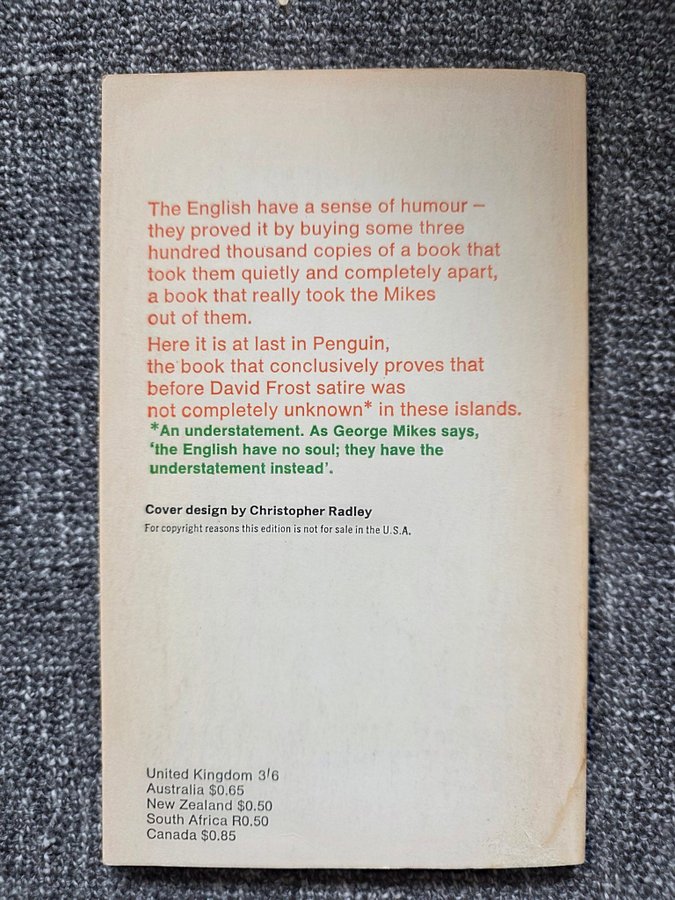 The English have a sense of humour –
they proved it by buying some three
hundred thousand copies of a book that
took them quietly and completely apart,
a book that really took the Mikes
out of them.
Here it is at last in Penguin,
the book that conclusively proves that
before David Frost satire was
not completely unknown* in these islands.
*An understatement. As George Mikes says,
‘the English have no soul; they have the
understatement instead’.
Cover design by Christopher Radley
For copyright reasons this edition is not for sale in the U.S.A.
United Kingdom 3/6
Australia $0.65
New Zealand $0.50
South Africa R0.50
Canada $0.85